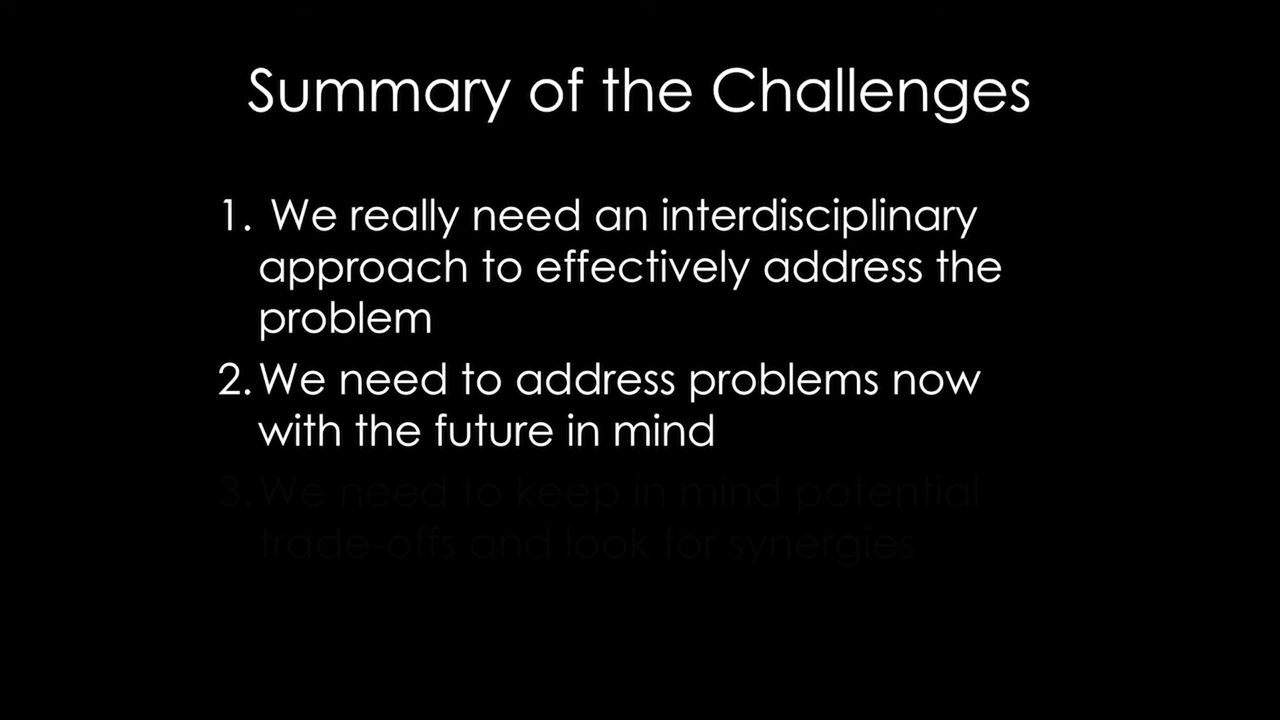 Summary of the Challenges
1. We really need an interdisciplinary
approach to effectively address the
problem
2. We need to address problems now
with the future in mind
3. We need to keep in mind potential
trade-offs and look for synergies